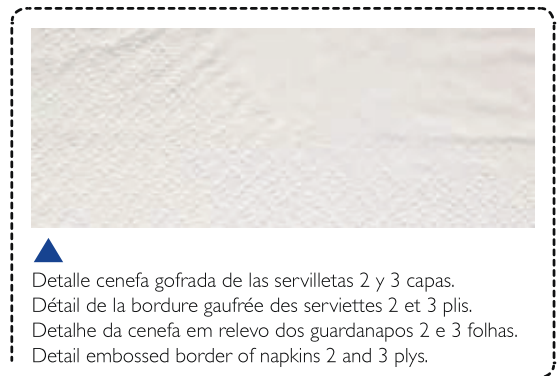 Detalle cenefa gofrada de las servilletas 2 y 3 capas.
Détail de la bordure gaufrée des serviettes 2 et 3 plis.
Detalhe da cenefa em relevo dos guardanapos 2 e 3 folhas.
Detail embossed border of napkins 2 and 3 plys.